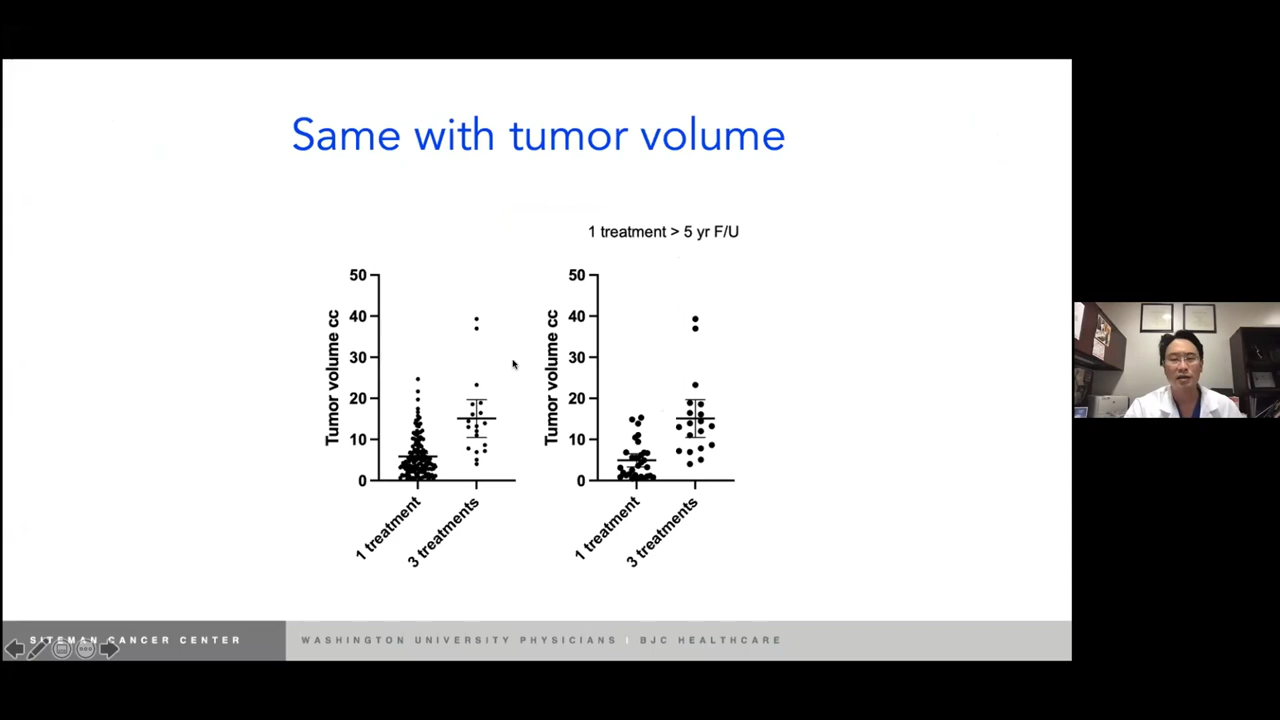 Same with tumor volume
1 treatment > 5 yr F/U
Tumor volume cc
50
40
30
20
10
0
1 treatment
3 treatments
Tumor volume cc
50
40
30
20
10
0
1 treatment
3 treatments
SITEMAN CANCER CENTER
WASHINGTON UNIVERSITY PHYSICIANS | BJC HEALTHCARE